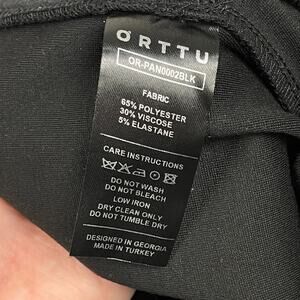 ORTTU
OR-PAN0002BLK
FABRIC
65% POLYESTER
30% VISCOSE
5% ELASTANE
CARE INSTRUCTIONS
DO NOT WASH
DO NOT BLEACH
LOW IRON
DRY CLEAN ONLY
DO NOT TUMBLE DRY
DESIGNED IN GEORGIA
MADE IN TURKEY